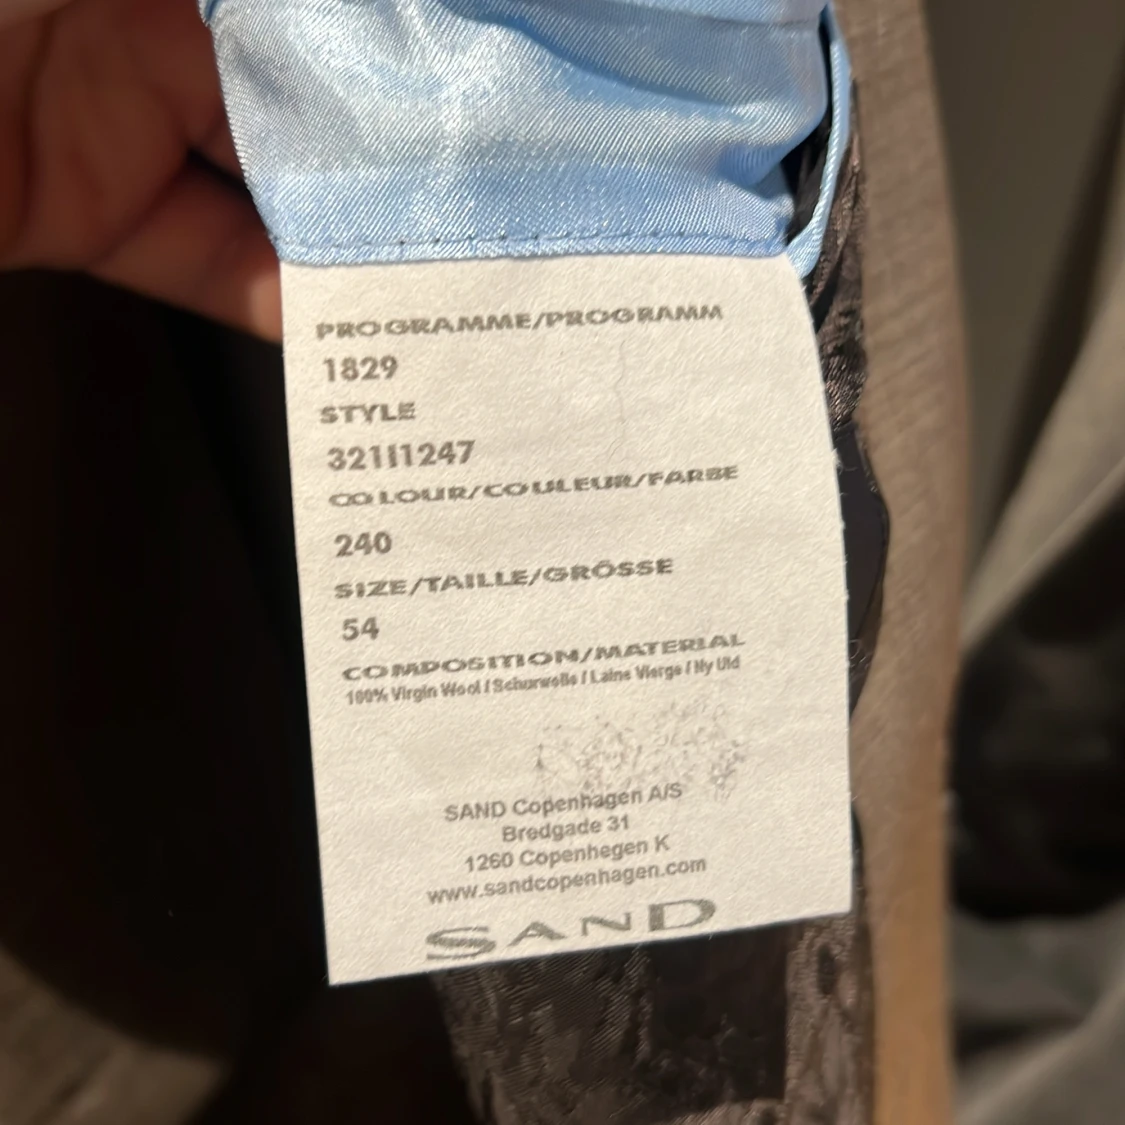 PROGRAMME/PROGRAMM
1829
STYLE
321I1247
COLOUR/COULEUR/FARBE
240
SIZE/TAILLE/GRÖSSE
54
COMPOSITION/MATERIAL
100% Virgin Wool / Schurwolle / Laine Vierge / Ny Uld
SAND Copenhagen A/S
Bredgade 31
1260 Copenhegen K
www.sandcopenhagen.com
SAND